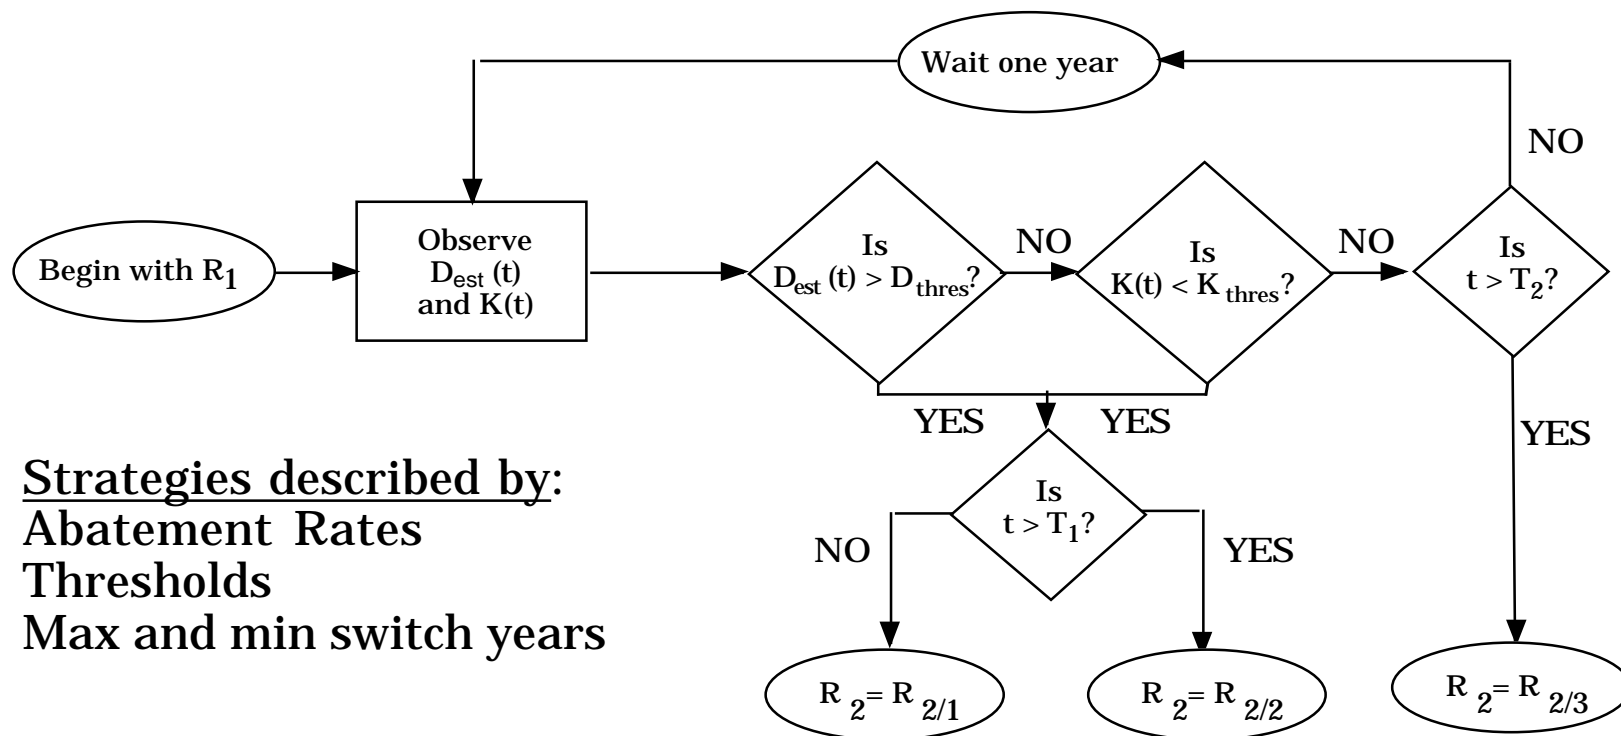 Wait one year
NO
Begin with R1
Observe
Dest (t)
and K(t)
Is
Dest (t) > Dthres?
NO
Is
K(t) < K thres?
NO
Is
t > T2?
YES
YES
YES
Is
t > T1?
NO
YES
Strategies described by:
Abatement Rates
Thresholds
Max and min switch years
R 2 = R 2/1
R 2 = R 2/2
R 2 = R 2/3